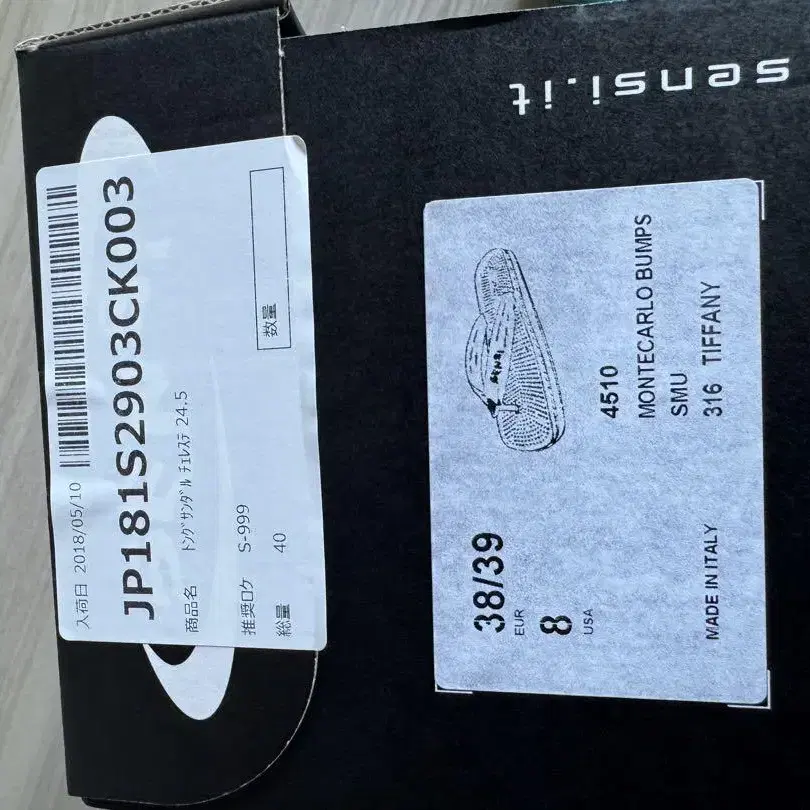 sensi.it
入荷日 2018/05/10
JP181S2903CK003
商品名 ﾄﾝｸﾞｻﾝﾀﾞﾙ ﾁｪﾚｽﾃ 24.5
推奨ロケ S-999
総量 40
数量
SENSI
4510
MONTECARLO BUMPS
SMU
316 TIFFANY
38/39
EUR
8
USA
MADE IN ITALY